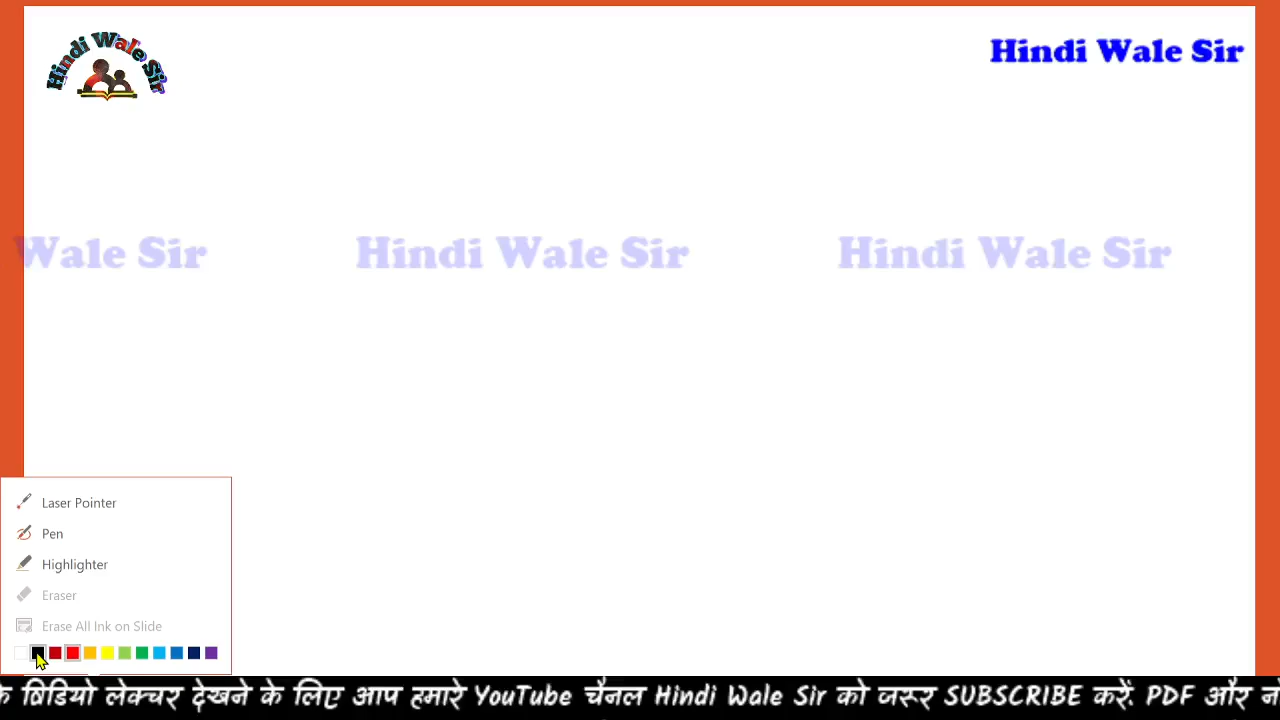 Hindi Wale Sir
Hindi Wale Sir
Wale Sir
Hindi Wale Sir
Hindi Wale Sir
Laser Pointer
Pen
Highlighter
Eraser
Erase All Ink on Slide
के विडियो लेक्चर देखने के लिए आप हमारे YouTube चैनल Hindi Wale Sir को जरूर SUBSCRIBE करें. PDF और